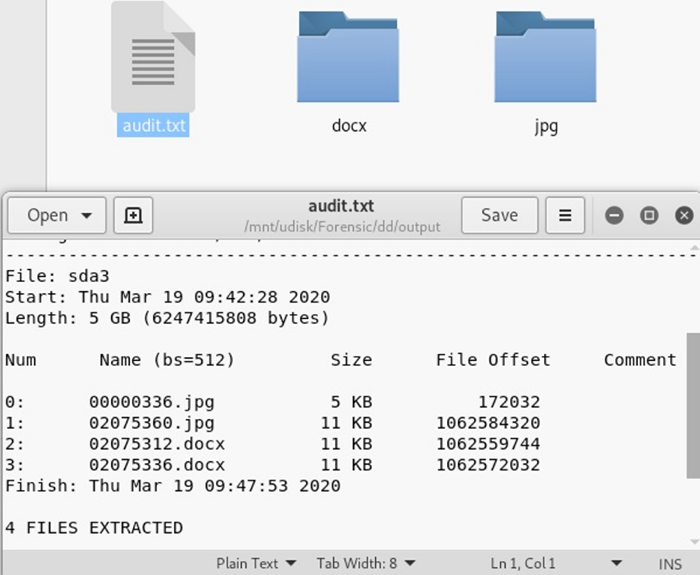 audit.txt
docx
jpg
Open
audit.txt
/mnt/udisk/Forensic/dd/output
Save
------------------------------------------------------------------
File: sda3
Start: Thu Mar 19 09:42:28 2020
Length: 5 GB (6247415808 bytes)
Num Name (bs=512) Size File Offset Comment
0: 00000336.jpg 5 KB 172032
1: 02075360.jpg 11 KB 1062584320
2: 02075312.docx 11 KB 1062559744
3: 02075336.docx 11 KB 1062572032
Finish: Thu Mar 19 09:47:53 2020
4 FILES EXTRACTED
Plain Text Tab Width: 8 Ln 1, Col 1 INS